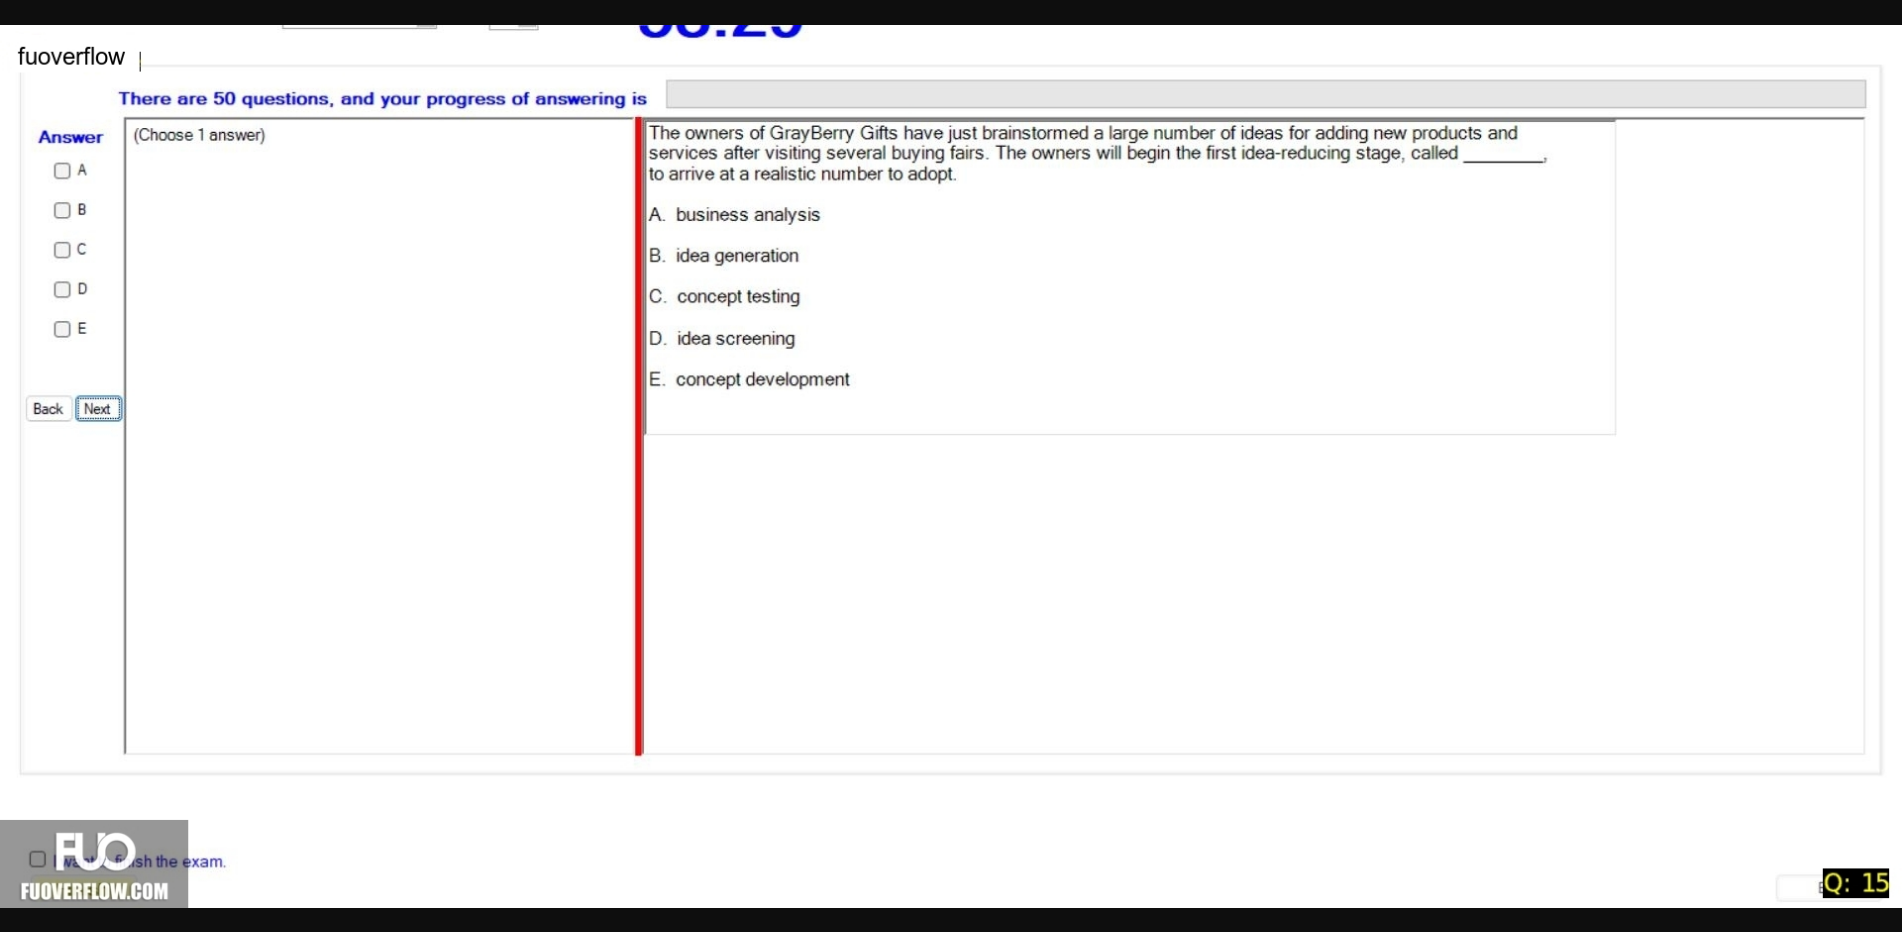 fuoverflow
There are 50 questions, and your progress of answering is
Answer
(Choose 1 answer)
A
B
C
D
E
Back Next
The owners of GrayBerry Gifts have just brainstormed a large number of ideas for adding new products and
services after visiting several buying fairs. The owners will begin the first idea-reducing stage, called ________,
to arrive at a realistic number to adopt.
A. business analysis
B. idea generation
C. concept testing
D. idea screening
E. concept development
FUO
the exam.
FUOVERFLOW.COM
Q: 15